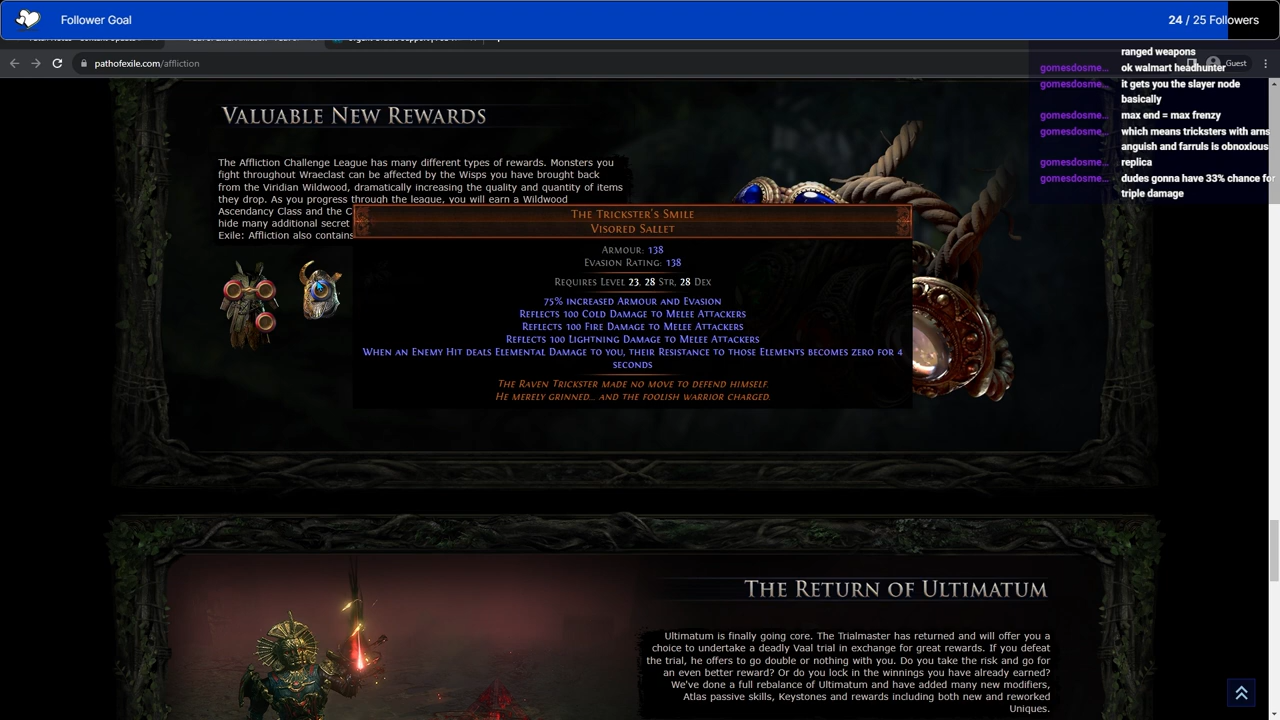 Follower Goal
24 / 25 Followers
pathofexile.com/affliction
Guest
ranged weapons
gomesdosme... ok walmart headhunter
gomesdosme... it gets you the slayer node
basically
gomesdosme... max end = max frenzy
gomesdosme... which means tricksters with arns
anguish and farruls is obnoxious
gomesdosme... replica
gomesdosme... dudes gonna have 33% chance for
triple damage
Valuable New Rewards
The Affliction Challenge League has many different types of rewards. Monsters you
fight throughout Wraeclast can be affected by the Wisps you have brought back
from the Viridian Wildwood, dramatically increasing the quality and quantity of items
they drop. As you progress through the league, you will earn a Wildwood
Ascendancy Class and the C
hide many additional secret
Exile: Affliction also contains
The Trickster's Smile
Visored Sallet
Armour: 138
Evasion Rating: 138
Requires Level 23, 28 Str, 28 Dex
75% increased Armour and Evasion
Reflects 100 Cold Damage to Melee Attackers
Reflects 100 Fire Damage to Melee Attackers
Reflects 100 Lightning Damage to Melee Attackers
When an Enemy Hit deals Elemental Damage to you, their Resistance to those Elements becomes zero for 4
seconds
The Raven Trickster made no move to defend himself.
He merely grinned... and the foolish warrior charged.
The Return of Ultimatum
Ultimatum is finally going core. The Trialmaster has returned and will offer you a
choice to undertake a deadly Vaal trial in exchange for great rewards. If you defeat
the trial, he offers to go double or nothing with you. Do you take the risk and go for
an even better reward? Or do you lock in the winnings you have already earned?
We've done a full rebalance of Ultimatum and have added many new modifiers,
Atlas passive skills, Keystones and rewards including both new and reworked
Uniques.